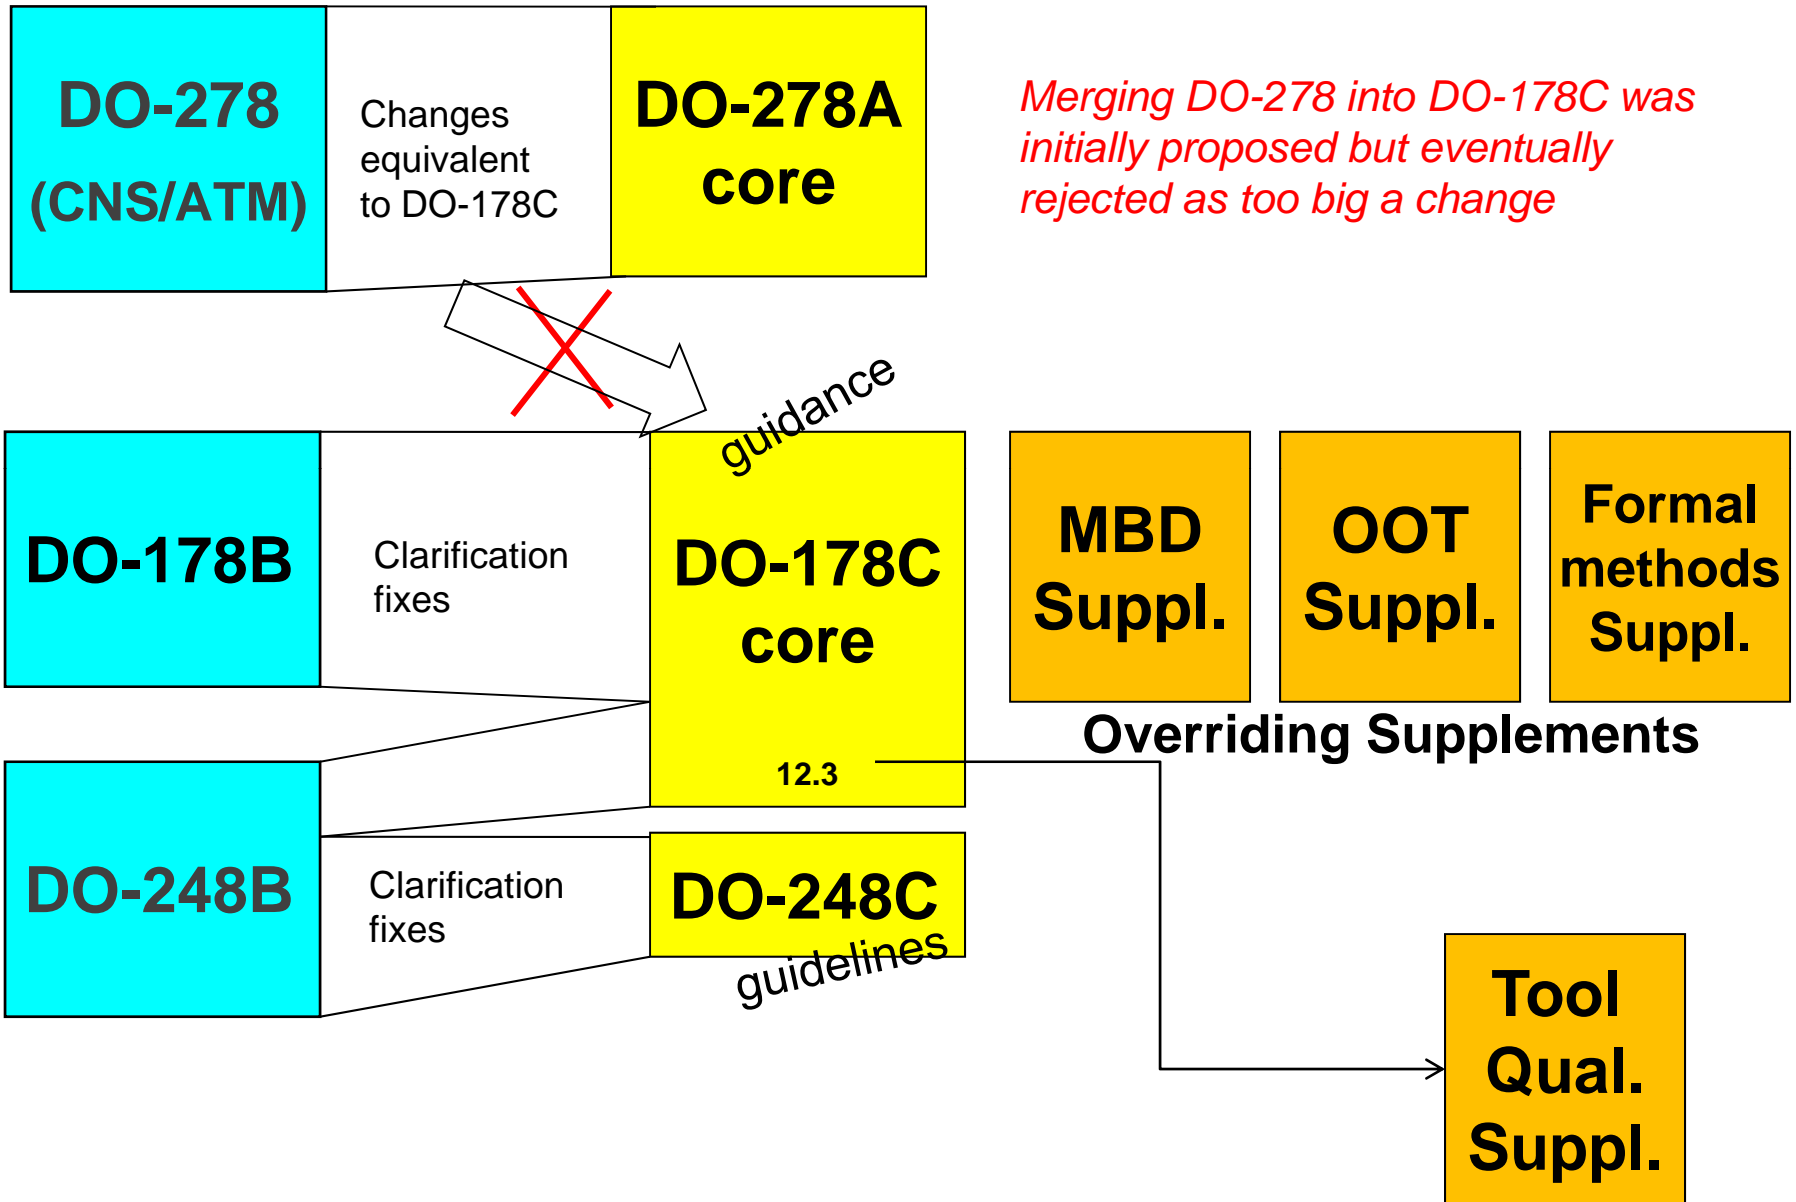 DO-278
(CNS/ATM)
Changes
equivalent
to DO-178C
DO-278A
core
Merging DO-278 into DO-178C was
initially proposed but eventually
rejected as too big a change
guidance
DO-178B
Clarification
fixes
DO-178C
core
12.3
MBD
Suppl.
OOT
Suppl.
Formal
methods
Suppl.
Overriding Supplements
DO-248B
Clarification
fixes
DO-248C
guidelines
Tool
Qual.
Suppl.